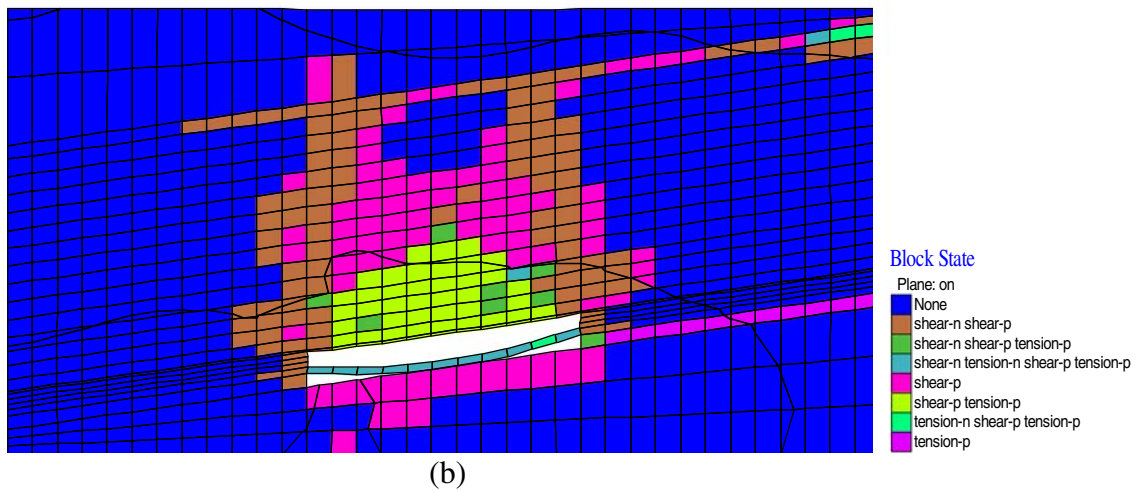 Block State
Plane: on
None
shear-n shear-p
shear-n shear-p tension-p
shear-n tension-n shear-p tension-p
shear-p
shear-p tension-p
tension-n shear-p tension-p
tension-p
(b)